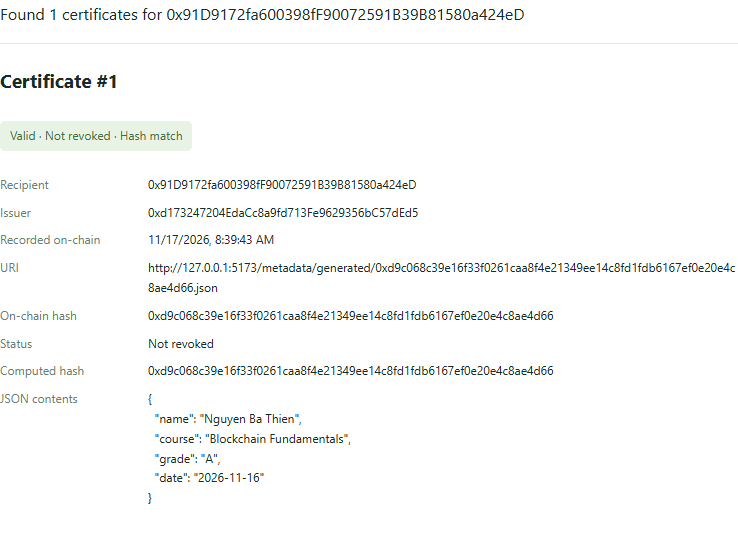 Found 1 certificates for 0x91D9172fa600398fF90072591B39B81580a424eD
Certificate #1
Valid · Not revoked · Hash match
Recipient 0x91D9172fa600398fF90072591B39B81580a424eD
Issuer 0xd173247204EdaCc8a9fd713Fe9629356bC57dEd5
Recorded on-chain 11/17/2026, 8:39:43 AM
URI http://127.0.0.1:5173/metadata/generated/0xd9c068c39e16f33f0261caa8f4e21349ee14c8fd1fdb6167ef0e20e4c
8ae4d66.json
On-chain hash 0xd9c068c39e16f33f0261caa8f4e21349ee14c8fd1fdb6167ef0e20e4c8ae4d66
Status Not revoked
Computed hash 0xd9c068c39e16f33f0261caa8f4e21349ee14c8fd1fdb6167ef0e20e4c8ae4d66
JSON contents {
"name": "Nguyen Ba Thien",
"course": "Blockchain Fundamentals",
"grade": "A",
"date": "2026-11-16"
}